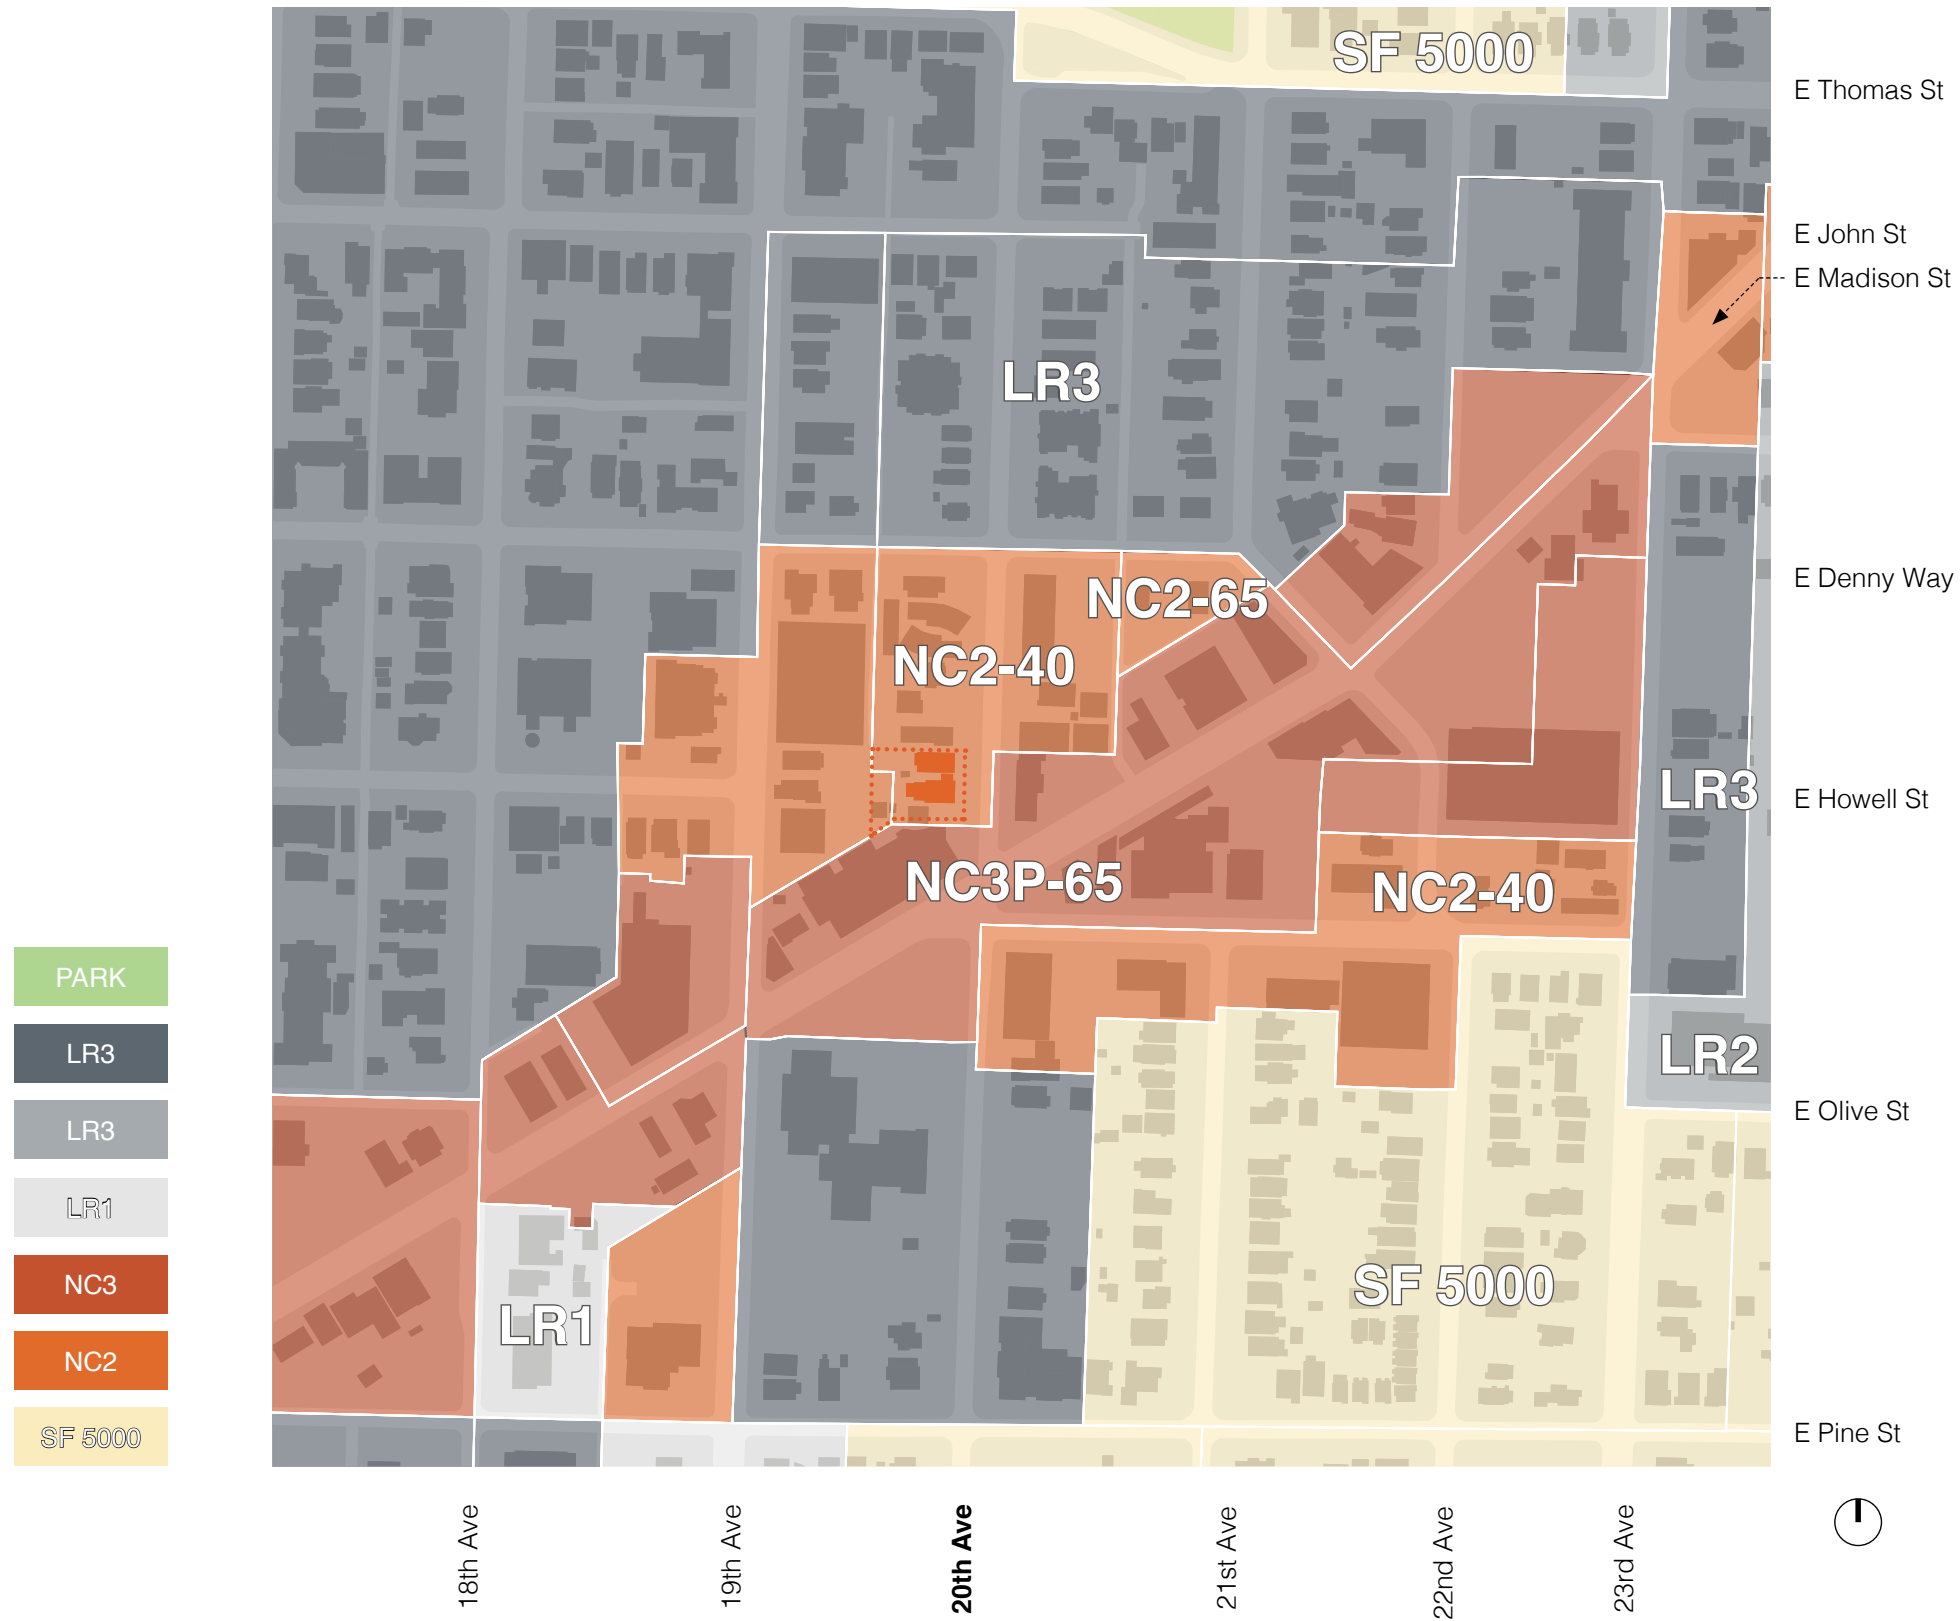 SF 5000
E Thomas St
E John St
E Madison St
LR3
NC2-65
E Denny Way
NC2-40
LR3
E Howell St
NC3P-65
NC2-40
PARK
LR3
LR2
LR3
E Olive St
LR1
NC3
SF 5000
LR1
NC2
SF 5000
E Pine St
18th Ave
19th Ave
20th Ave
21st Ave
22nd Ave
23rd Ave